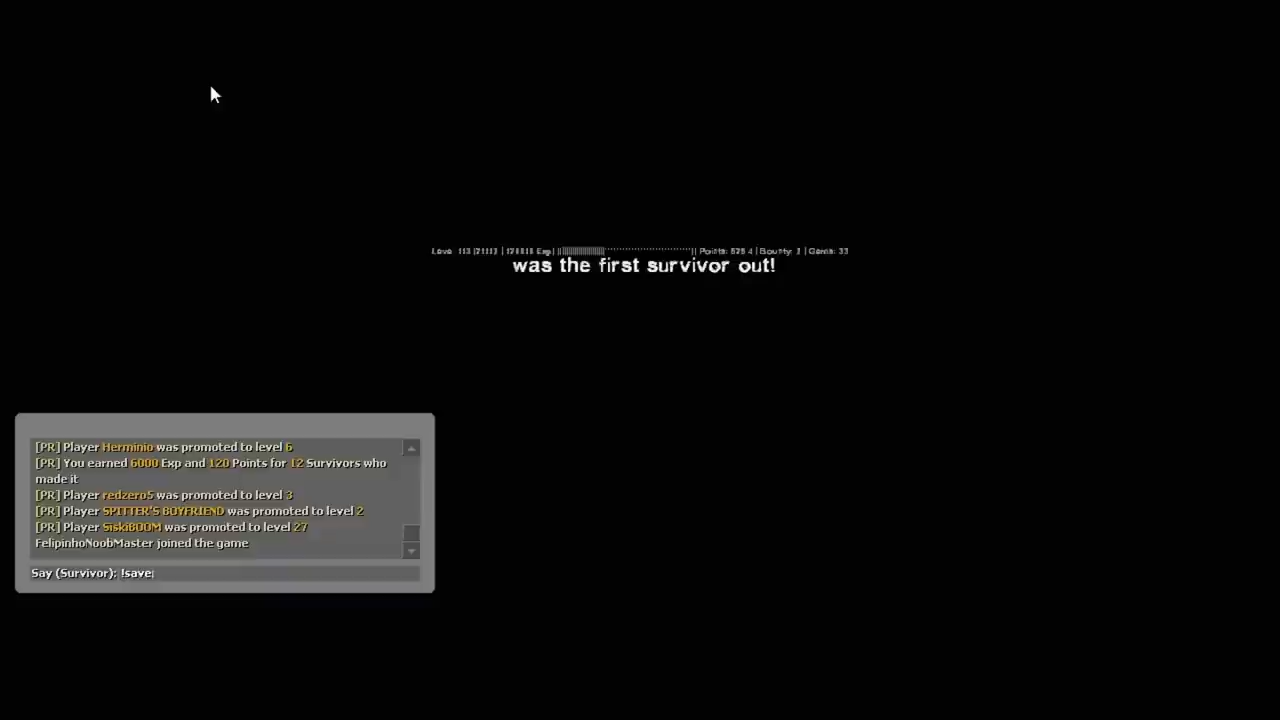 was the first survivor out!
[PR] Player Herminio was promoted to level 6
[PR] You earned 6000 Exp and 120 Points for 12 Survivors who
made it
[PR] Player redzero5 was promoted to level 3
[PR] Player SPITTER'S BOYFRIEND was promoted to level 2
[PR] Player SiskiBOOM was promoted to level 27
FelipinhoNoobMaster joined the game
Say (Survivor): !save